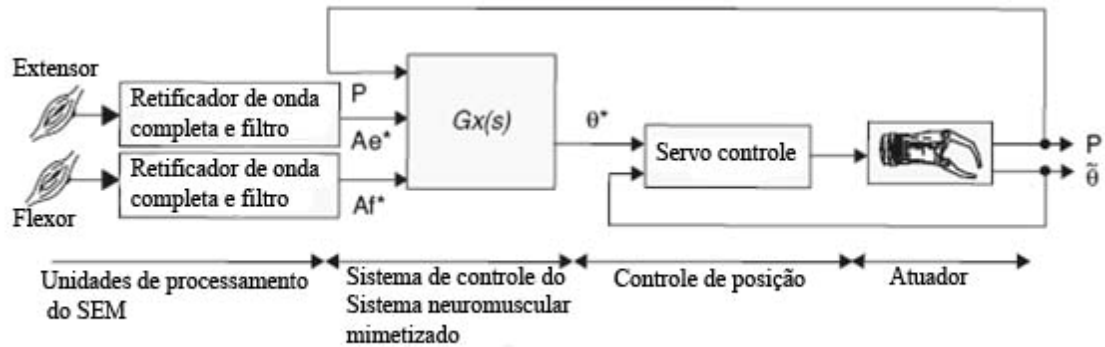 Extensor
Retificador de onda
completa e filtro
P
Ae*
Retificador de onda
completa e filtro
Flexor
Af*
Gx(s)
θ*
Servo controle
P
θ̃
Unidades de processamento
do SEM
Sistema de controle do
Sistema neuromuscular
mimetizado
Controle de posição
Atuador